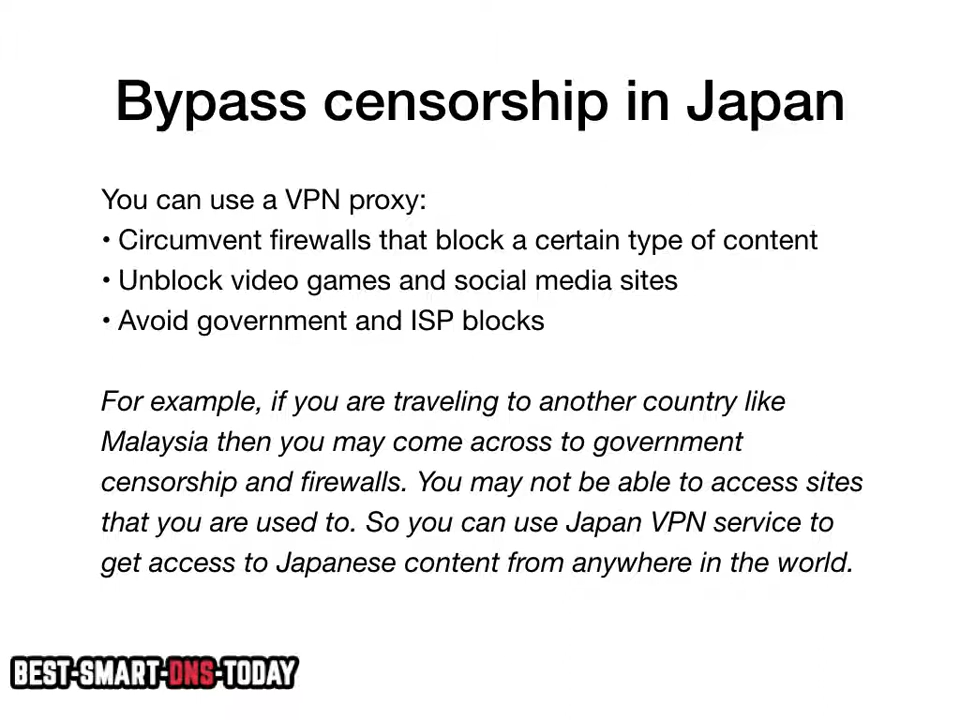 Bypass censorship in Japan
You can use a VPN proxy:
• Circumvent firewalls that block a certain type of content
• Unblock video games and social media sites
• Avoid government and ISP blocks
For example, if you are traveling to another country like
Malaysia then you may come across to government
censorship and firewalls. You may not be able to access sites
that you are used to. So you can use Japan VPN service to
get access to Japanese content from anywhere in the world.
BEST-SMART-DNS-TODAY